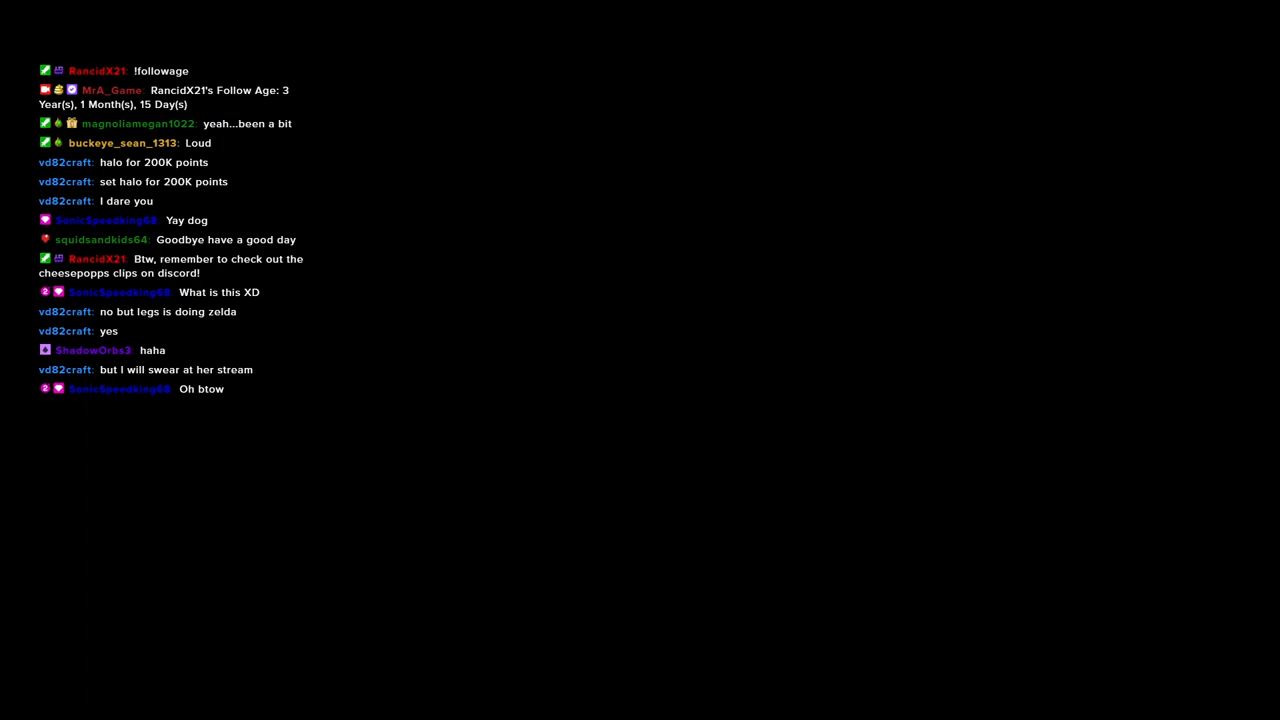 RancidX21: !followage
MrA_Game: RancidX21's Follow Age: 3
Year(s), 1 Month(s), 15 Day(s)
magnoliamegan1022: yeah...been a bit
buckeye_sean_1313: Loud
vd82craft: halo for 200K points
vd82craft: set halo for 200K points
vd82craft: I dare you
SonicSpeedking68: Yay dog
squidsandkids64: Goodbye have a good day
RancidX21: Btw, remember to check out the
cheesepopps clips on discord!
2 SonicSpeedking68: What is this XD
vd82craft: no but legs is doing zelda
vd82craft: yes
ShadowOrbs3: haha
vd82craft: but I will swear at her stream
2 SonicSpeedking68: Oh btow